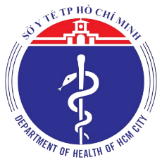 SỞ Y TẾ TP HỒ CHÍ MINH
DEPARTMENT OF HEALTH OF HCM CITY